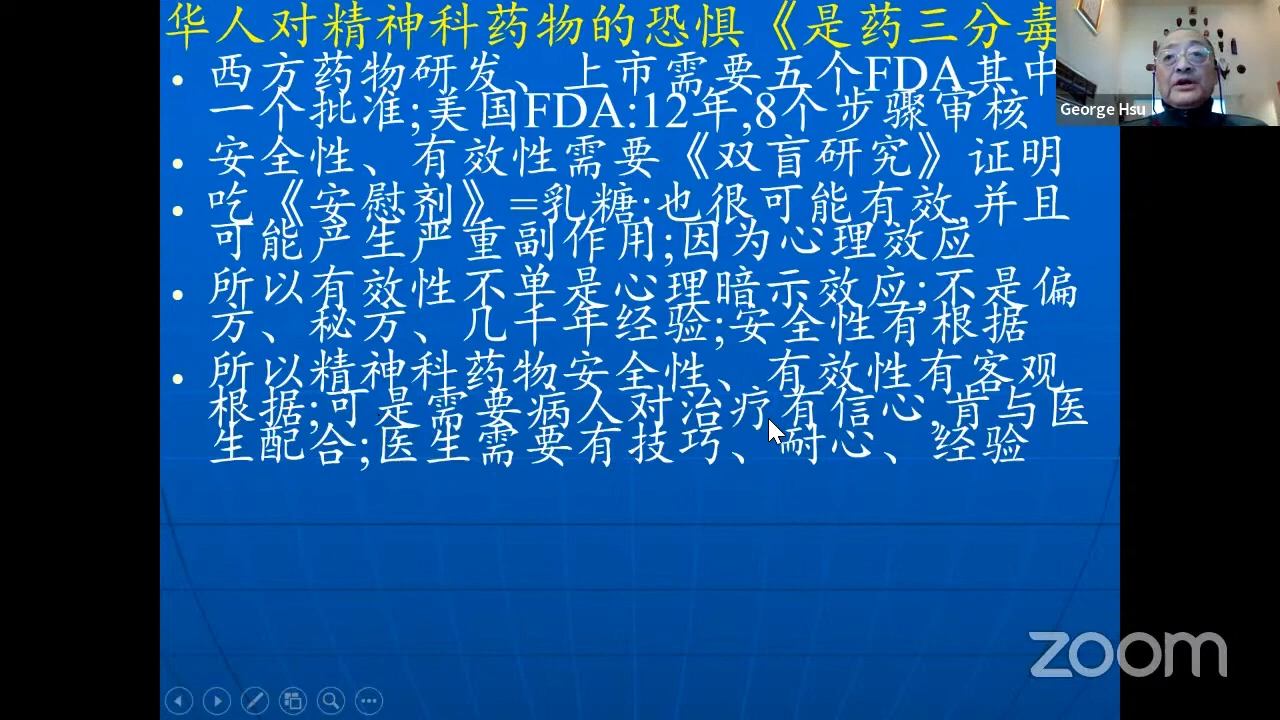 华人对精神科药物的恐惧《是药三分毒
• 西方药物研发、上市需要五个FDA其中
一个批准;美国FDA:12年,8个步骤审核
• 安全性、有效性需要《双盲研究》证明
• 吃《安慰剂》=乳糖;也很可能有效,并且
可能产生严重副作用;因为心理效应
• 所以有效性不单是心理暗示效应;不是偏
方、秘方、几千年经验;安全性有根据
• 所以精神科药物安全性、有效性有客观
根据;可是需要病人对治疗有信心,肯与医
生配合;医生需要有技巧、耐心、经验
George Hsu
zoom